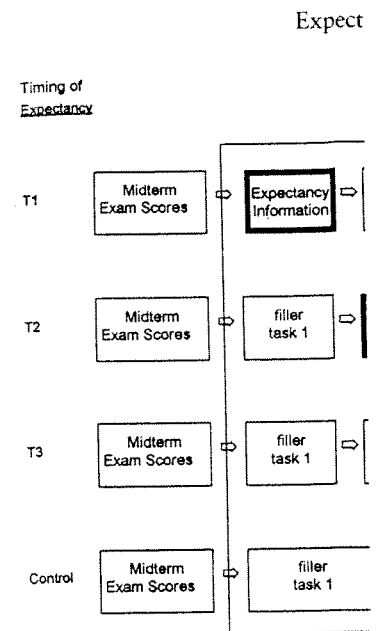 Expect
Timing of
Expectancy
T1
Midterm
Exam Scores
Expectancy
Information
T2
Midterm
Exam Scores
filler
task 1
T3
Midterm
Exam Scores
filler
task 1
Control
Midterm
Exam Scores
filler
task 1